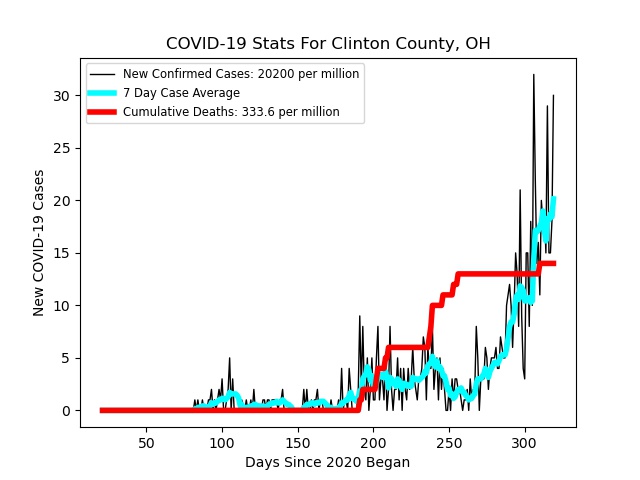 COVID-19 Stats For Clinton County, OH
New Confirmed Cases: 20200 per million
7 Day Case Average
Cumulative Deaths: 333.6 per million
New COVID-19 Cases
30
25
20
15
10
5
0
50 100 150 200 250 300
Days Since 2020 Began